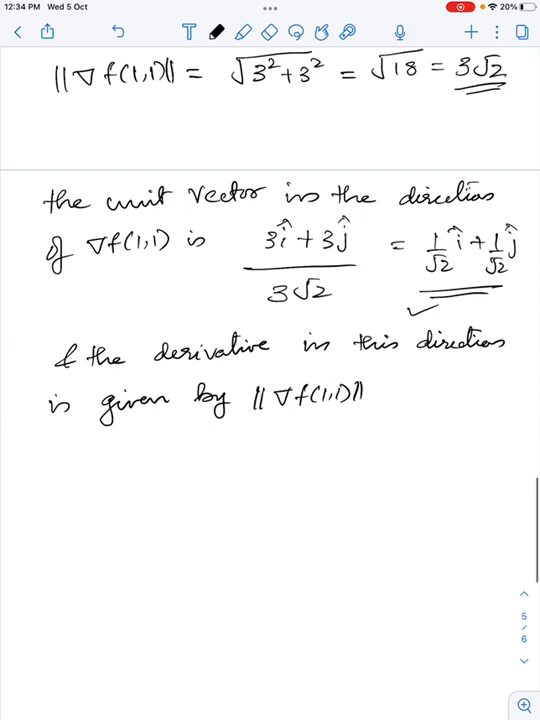 12:34 PM Wed 5 Oct
20%
||∇f(1,1)|| = √3²+3² = √18 = 3√2
the unit vector in the direction
of ∇f(1,1) is 3î + 3ĵ / 3√2 = 1/√2 î + 1/√2 ĵ
& the derivative in this direction
is given by ||∇f(1,1)||
5
/
6